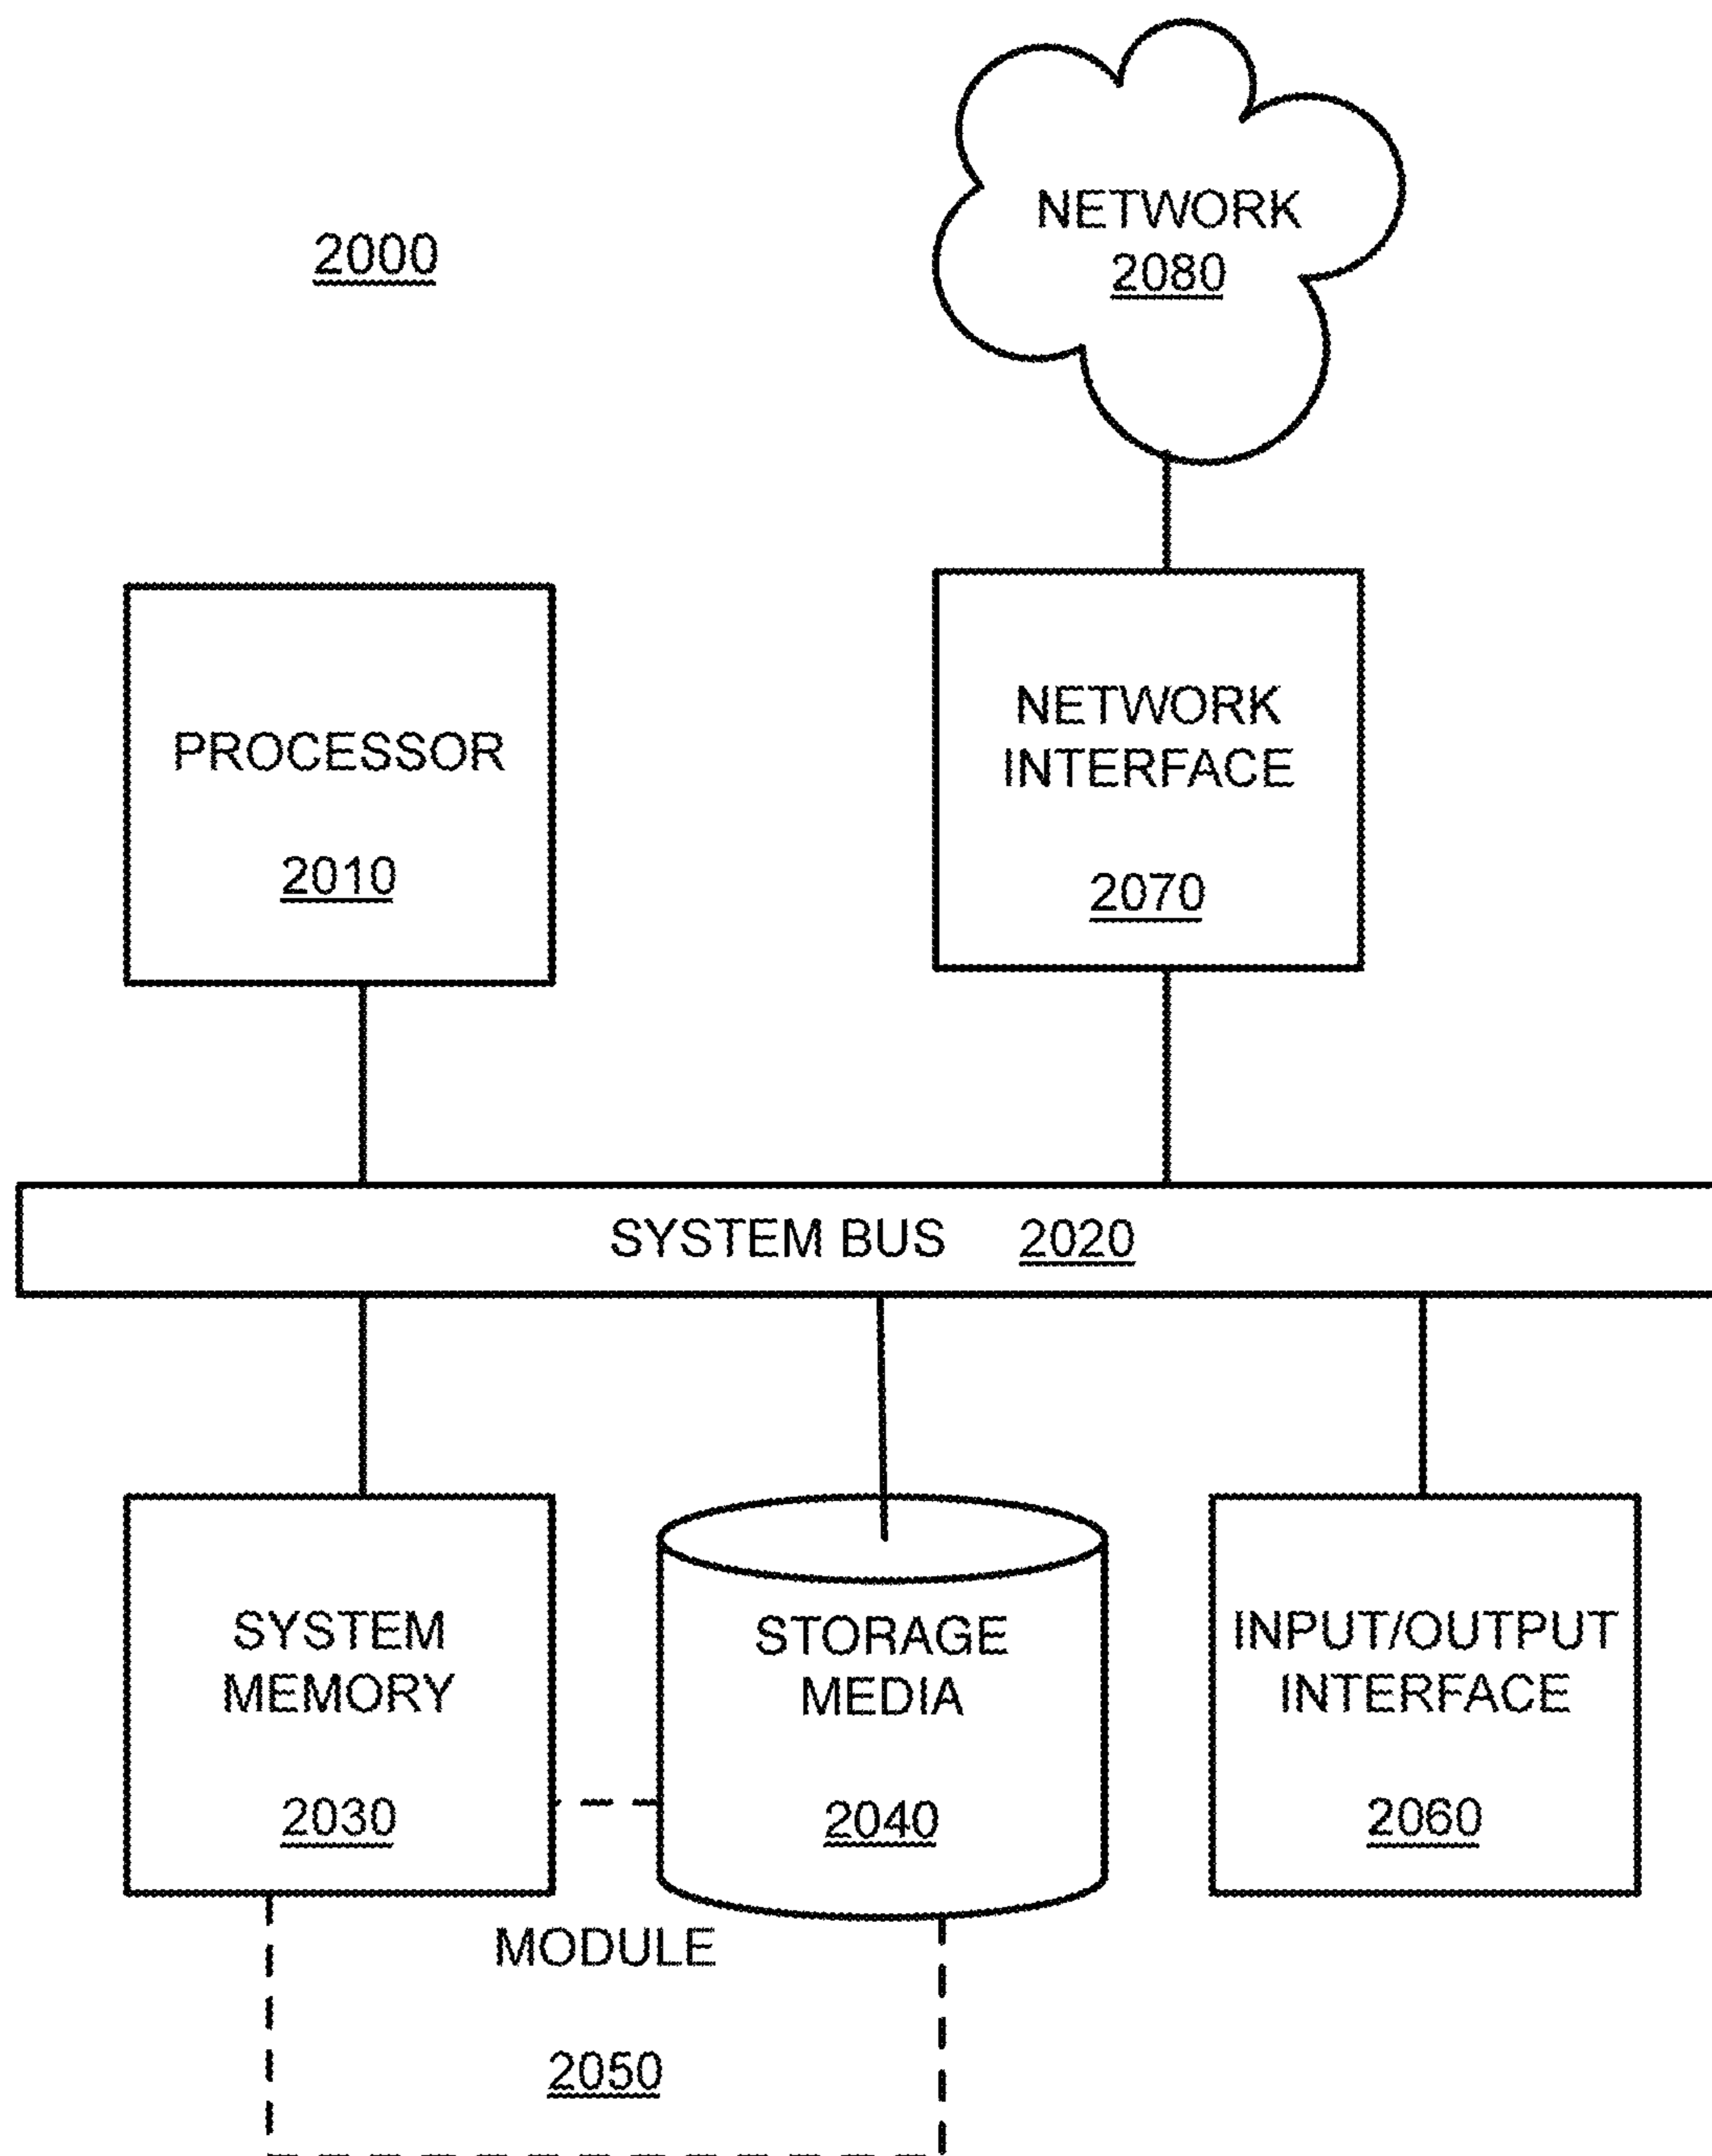 2000
NETWORK
2080
PROCESSOR
2010
NETWORK
INTERFACE
2070
SYSTEM BUS 2020
SYSTEM
MEMORY
2030
STORAGE
MEDIA
2040
INPUT/OUTPUT
INTERFACE
2060
MODULE
2050